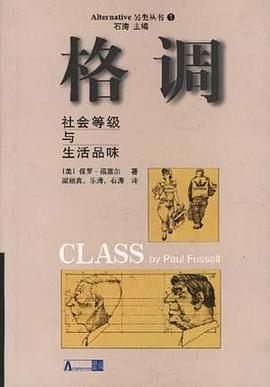 Alternative 另类丛书 1
石涛 主编
格调
社会等级
与
生活品味
〔美〕保罗·福塞尔 著
梁丽真、乐涛、石涛 译
CLASS
by Paul Fussell